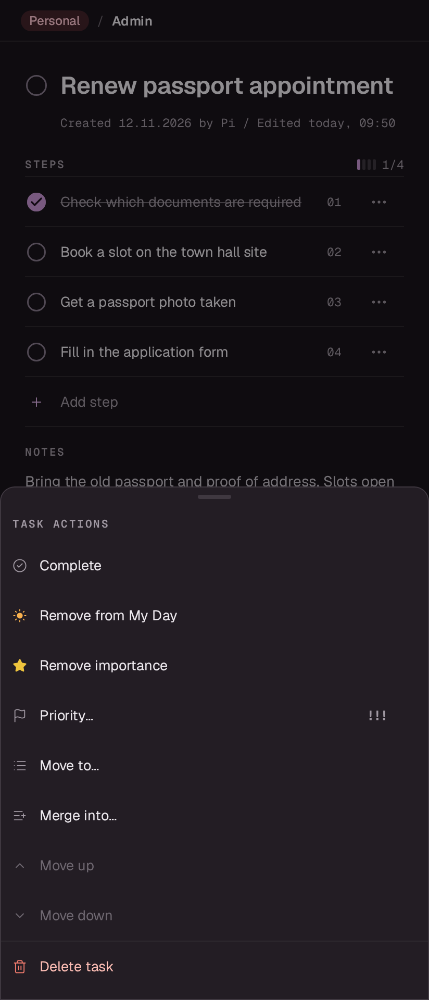 Personal / Admin
Renew passport appointment
Created 12.11.2026 by Pi / Edited today, 09:50
STEPS 1/4
Check which documents are required 01
Book a slot on the town hall site 02
Get a passport photo taken 03
Fill in the application form 04
+ Add step
NOTES
Bring the old passport and proof of address. Slots open
TASK ACTIONS
Complete
Remove from My Day
Remove importance
Priority… !!!
Move to…
Merge into…
Move up
Move down
Delete task